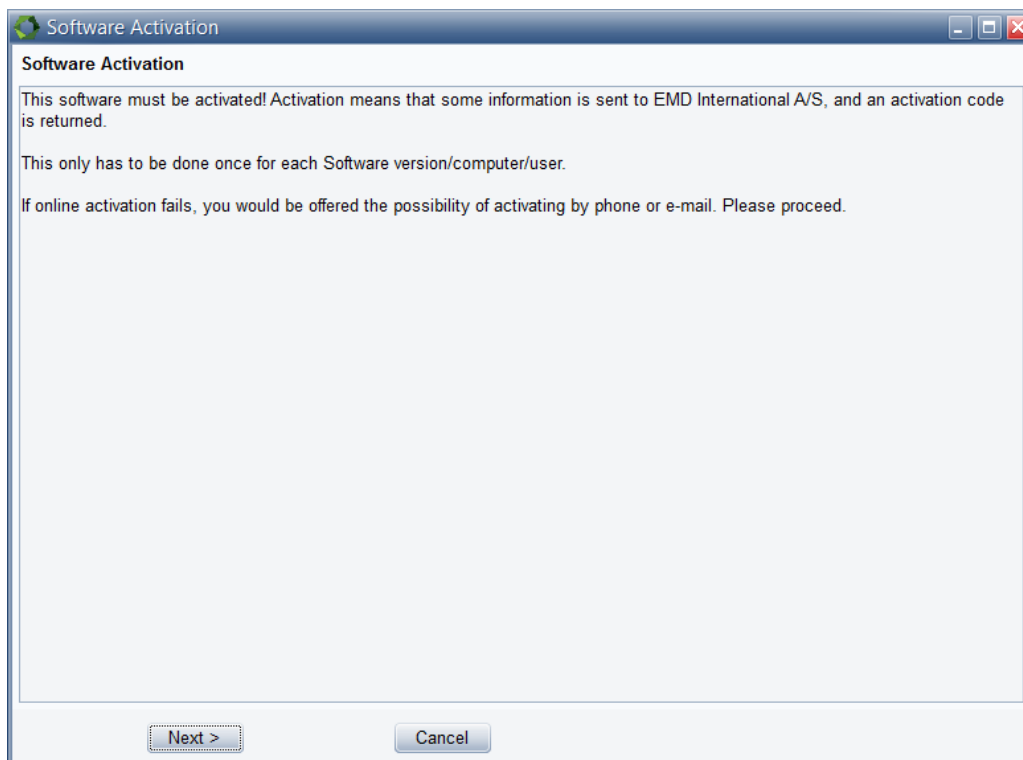 Software Activation
Software Activation
This software must be activated! Activation means that some information is sent to EMD International A/S, and an activation code
is returned.
This only has to be done once for each Software version/computer/user.
If online activation fails, you would be offered the possibility of activating by phone or e-mail. Please proceed.
Next >
Cancel